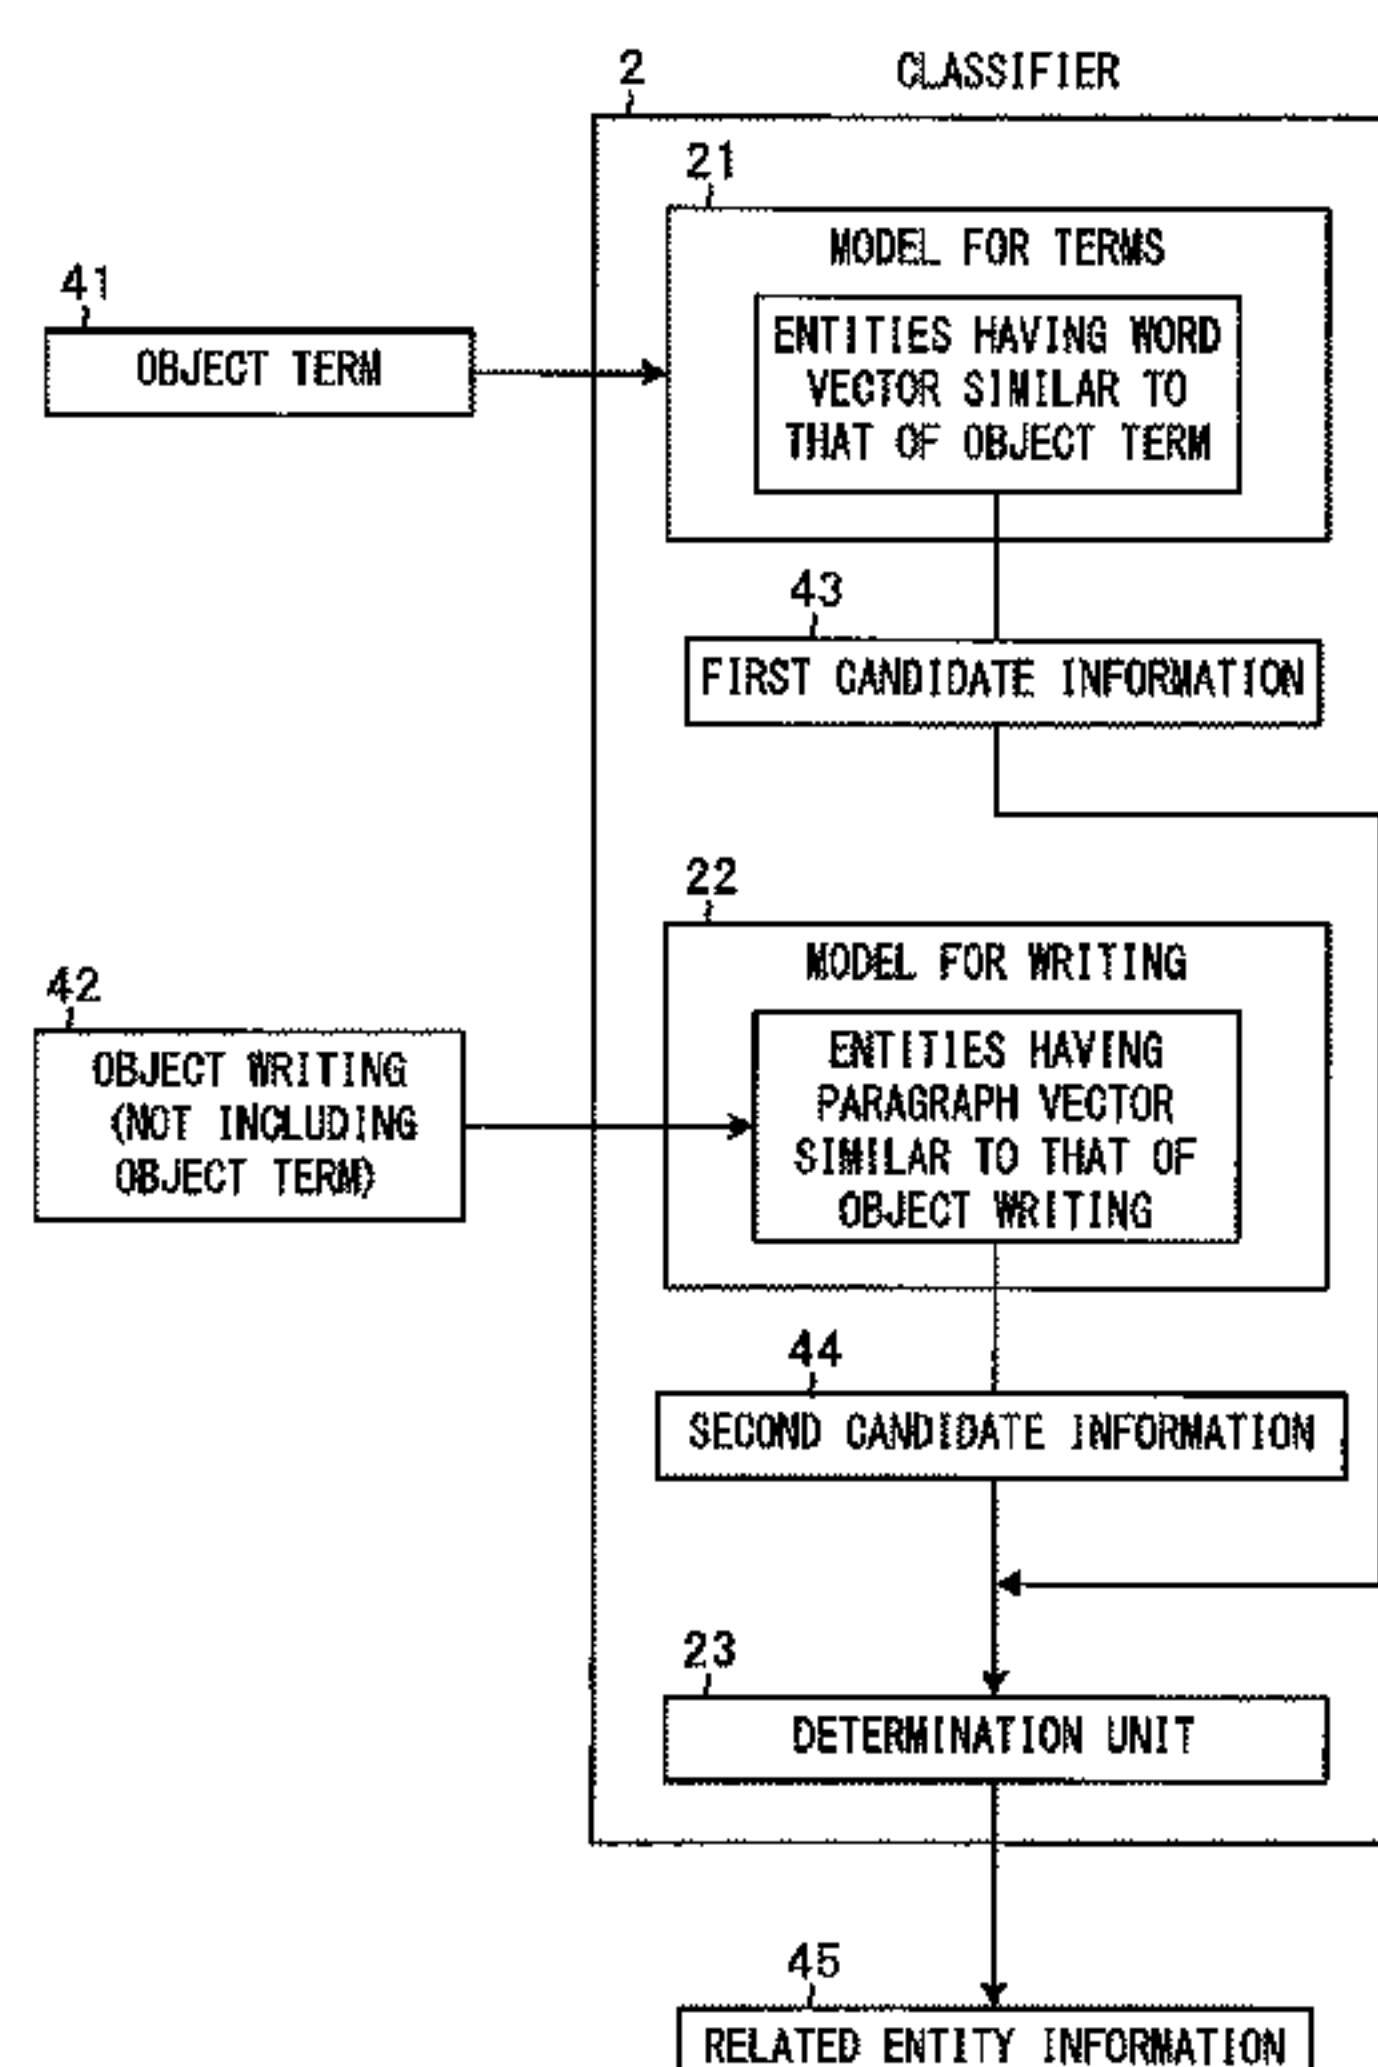 2
CLASSIFIER
21
MODEL FOR TERMS
41
OBJECT TERM
ENTITIES HAVING WORD
VECTOR SIMILAR TO
THAT OF OBJECT TERM
43
FIRST CANDIDATE INFORMATION
22
MODEL FOR WRITING
42
OBJECT WRITING
(NOT INCLUDING
OBJECT TERM)
ENTITIES HAVING
PARAGRAPH VECTOR
SIMILAR TO THAT OF
OBJECT WRITING
44
SECOND CANDIDATE INFORMATION
23
DETERMINATION UNIT
45
RELATED ENTITY INFORMATION